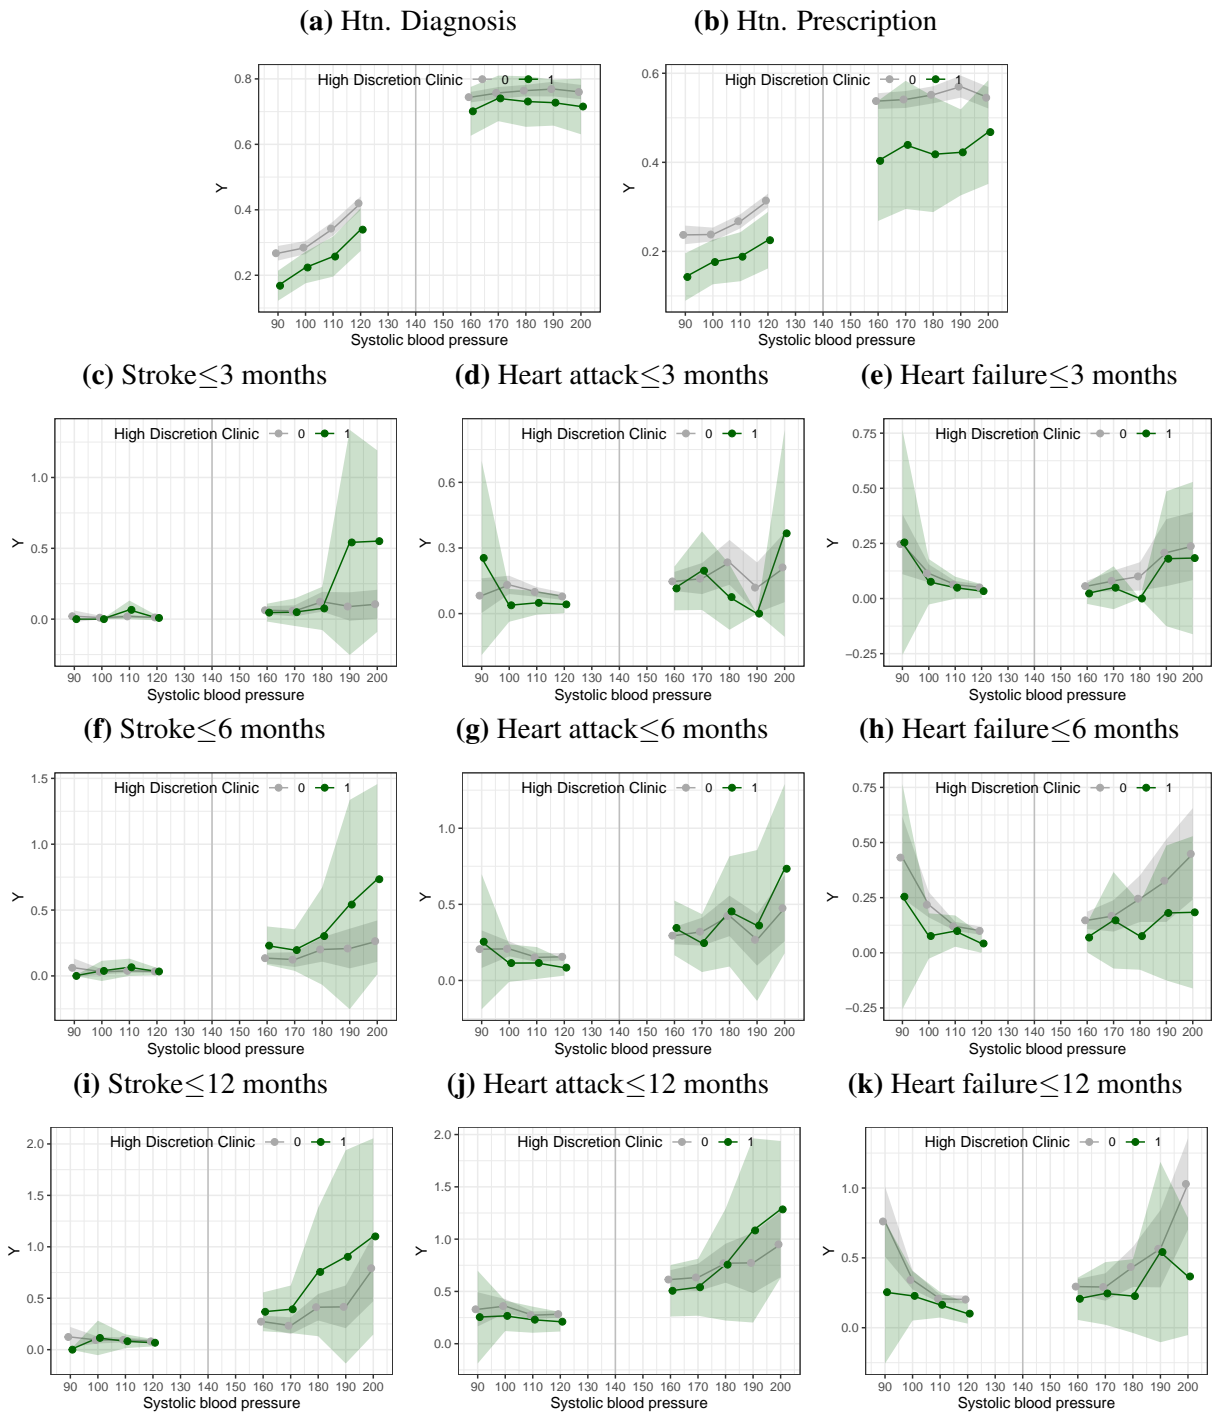 (a) Htn. Diagnosis
(b) Htn. Prescription
High Discretion Clinic 0 1
0.8
0.6
0.4
0.2
Y
90 100 110 120 130 140 150 160 170 180 190 200
Systolic blood pressure
High Discretion Clinic 0 1
0.6
0.4
0.2
Y
90 100 110 120 130 140 150 160 170 180 190 200
Systolic blood pressure
(c) Stroke≤3 months
(d) Heart attack≤3 months
(e) Heart failure≤3 months
High Discretion Clinic 0 1
1.0
0.5
0.0
Y
90 100 110 120 130 140 150 160 170 180 190 200
Systolic blood pressure
High Discretion Clinic 0 1
0.6
0.3
0.0
Y
90 100 110 120 130 140 150 160 170 180 190 200
Systolic blood pressure
High Discretion Clinic 0 1
0.75
0.50
0.25
0.00
−0.25
Y
90 100 110 120 130 140 150 160 170 180 190 200
Systolic blood pressure
(f) Stroke≤6 months
(g) Heart attack≤6 months
(h) Heart failure≤6 months
High Discretion Clinic 0 1
1.5
1.0
0.5
0.0
Y
90 100 110 120 130 140 150 160 170 180 190 200
Systolic blood pressure
High Discretion Clinic 0 1
1.0
0.5
0.0
Y
90 100 110 120 130 140 150 160 170 180 190 200
Systolic blood pressure
High Discretion Clinic 0 1
0.75
0.50
0.25
0.00
−0.25
Y
90 100 110 120 130 140 150 160 170 180 190 200
Systolic blood pressure
(i) Stroke≤12 months
(j) Heart attack≤12 months
(k) Heart failure≤12 months
High Discretion Clinic 0 1
2.0
1.5
1.0
0.5
0.0
Y
90 100 110 120 130 140 150 160 170 180 190 200
Systolic blood pressure
High Discretion Clinic 0 1
2.0
1.5
1.0
0.5
0.0
Y
90 100 110 120 130 140 150 160 170 180 190 200
Systolic blood pressure
High Discretion Clinic 0 1
1.0
0.5
0.0
Y
90 100 110 120 130 140 150 160 170 180 190 200
Systolic blood pressure